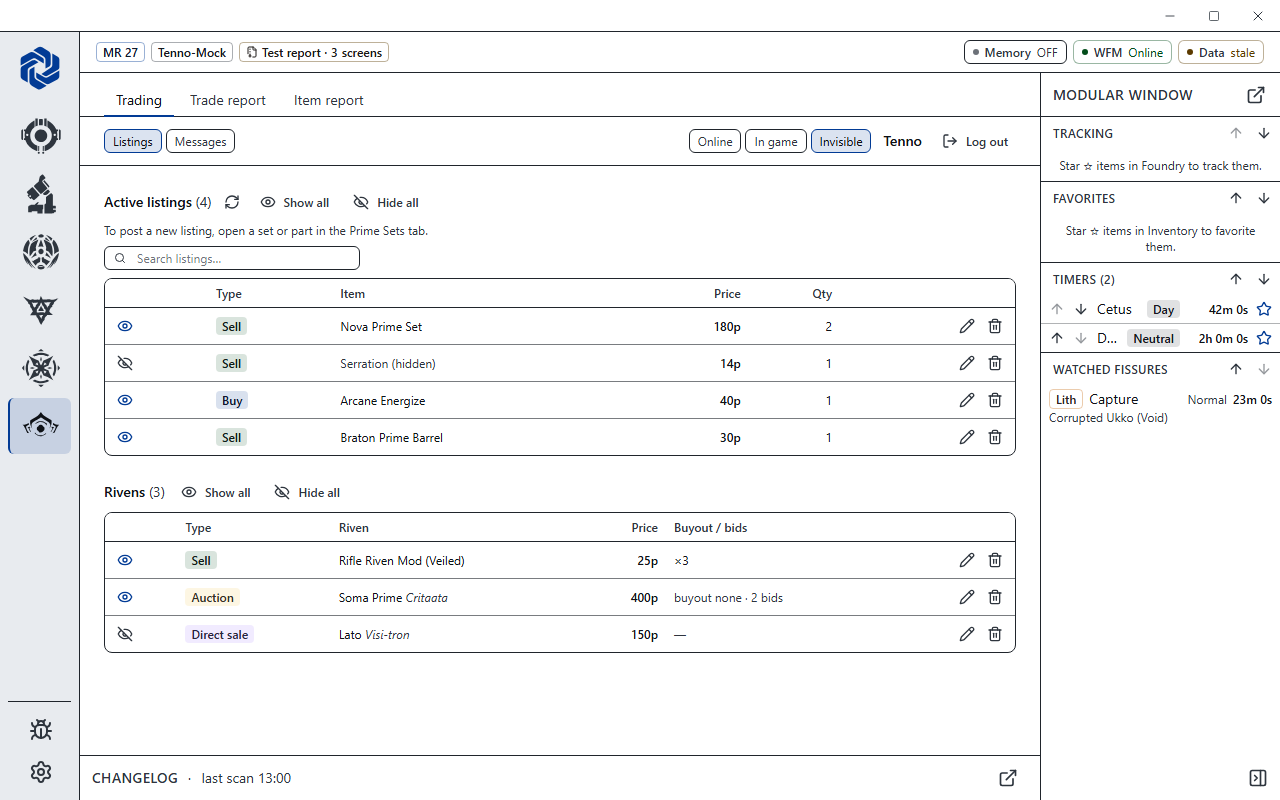 MR 27 Tenno-Mock Test report · 3 screens Memory OFF WFM Online Data stale
Trading Trade report Item report
Listings Messages Online In game Invisible Tenno Log out
Active listings (4) Show all Hide all
To post a new listing, open a set or part in the Prime Sets tab.
Search listings...
Type Item Price Qty
Sell Nova Prime Set 180p 2
Sell Serration (hidden) 14p 1
Buy Arcane Energize 40p 1
Sell Braton Prime Barrel 30p 1
Rivens (3) Show all Hide all
Type Riven Price Buyout / bids
Sell Rifle Riven Mod (Veiled) 25p ×3
Auction Soma Prime Critaata 400p buyout none · 2 bids
Direct sale Lato Visi-tron 150p —
CHANGELOG · last scan 13:00
MODULAR WINDOW
TRACKING
Star ☆ items in Foundry to track them.
FAVORITES
Star ☆ items in Inventory to favorite
them.
TIMERS (2)
Cetus Day 42m 0s
D... Neutral 2h 0m 0s
WATCHED FISSURES
Lith Capture Normal 23m 0s
Corrupted Ukko (Void)